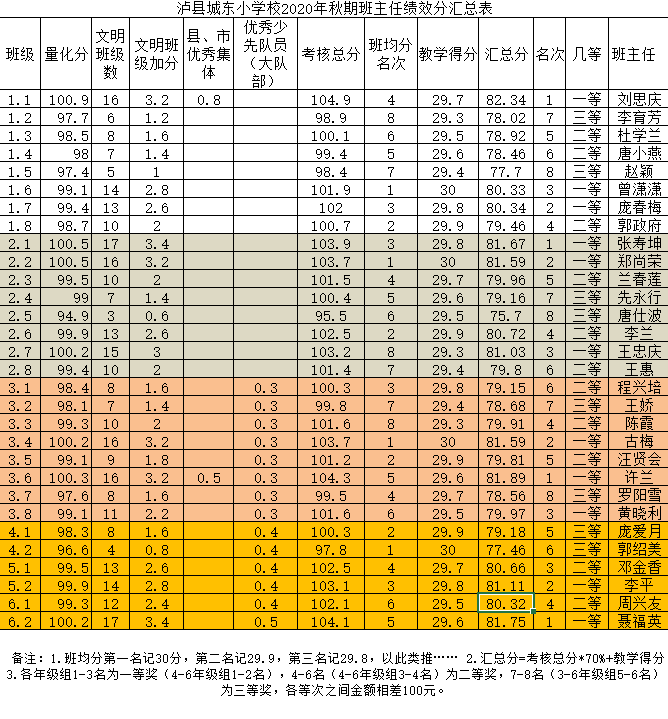 泸县城东小学校2020年秋期班主任绩效分汇总表
班级 量化分 文明班级数 文明班级加分 县、市优秀集体 优秀少先队员（大队部） 考核总分 班均分名次 教学得分 汇总分 名次 几等 班主任
1.1 100.9 16 3.2 0.8 104.9 4 29.7 82.34 1 一等 刘思庆
1.2 97.7 6 1.2 98.9 8 29.3 78.02 7 三等 李育芳
1.3 98.5 8 1.6 100.1 6 29.5 78.92 5 二等 杜学兰
1.4 98 7 1.4 99.4 5 29.6 78.46 6 二等 唐小燕
1.5 97.4 5 1 98.4 7 29.4 77.7 8 三等 赵颖
1.6 99.1 14 2.8 101.9 1 30 80.33 3 一等 曾潇潇
1.7 99.4 13 2.6 102 3 29.8 80.34 2 一等 庞春梅
1.8 98.7 10 2 100.7 2 29.9 79.46 4 二等 郭政府
2.1 100.5 17 3.4 103.9 3 29.8 81.67 1 一等 张寿坤
2.2 100.5 16 3.2 103.7 1 30 81.59 2 一等 郑尚荣
2.3 99.5 10 2 101.5 4 29.7 79.96 5 二等 兰春莲
2.4 99 7 1.4 100.4 5 29.6 79.16 7 三等 先永行
2.5 94.9 3 0.6 95.5 6 29.5 75.7 8 三等 唐仕波
2.6 99.9 13 2.6 102.5 2 29.9 80.72 4 二等 李兰
2.7 100.2 15 3 103.2 8 29.3 81.03 3 一等 王忠庆
2.8 99.4 10 2 101.4 7 29.4 79.8 6 二等 王惠
3.1 98.4 8 1.6 0.3 100.3 3 29.8 79.15 6 二等 程兴培
3.2 98.1 7 1.4 0.3 99.8 7 29.4 78.68 7 三等 王娇
3.3 99.3 10 2 0.3 101.6 8 29.3 79.91 4 二等 陈霞
3.4 100.2 16 3.2 0.3 103.7 1 30 81.59 2 一等 古梅
3.5 99.1 9 1.8 0.3 101.2 2 29.9 79.81 5 二等 汪贤会
3.6 100.3 16 3.2 0.5 0.3 104.3 5 29.6 81.89 1 一等 许兰
3.7 97.6 8 1.6 0.3 99.5 4 29.7 78.56 8 三等 罗阳雪
3.8 99.1 11 2.2 0.3 101.6 6 29.5 79.97 3 一等 黄晓利
4.1 98.3 8 1.6 0.4 100.3 2 29.9 79.18 5 三等 庞爱月
4.2 96.6 4 0.8 0.4 97.8 1 30 77.46 6 三等 郭绍美
5.1 99.5 13 2.6 0.4 102.5 4 29.7 80.66 3 二等 邓金香
5.2 99.9 14 2.8 0.4 103.1 3 29.8 81.11 2 一等 李平
6.1 99.3 12 2.4 0.4 102.1 6 29.5 80.32 4 二等 周兴友
6.2 100.2 17 3.4 0.5 104.1 5 29.6 81.75 1 一等 聂福英
备注：1.班均分第一名记30分，第二名记29.9，第三名记29.8，以此类推…… 2.汇总分=考核总分*70%+教学得分
3.各年级组1-3名为一等奖（4-6年级组1-2名），4-6名（4-6年级组3-4名）为二等奖，7-8名（3-6年级组5-6名）
为三等奖，各等次之间金额相差100元。